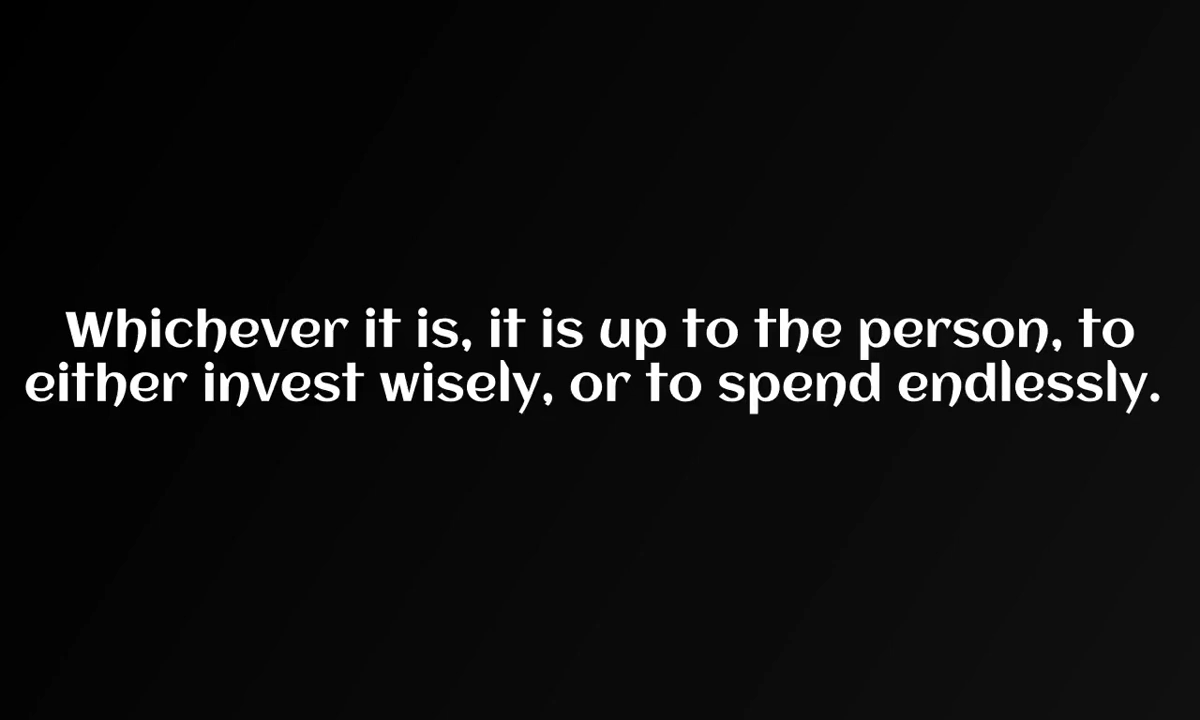 Whichever it is, it is up to the person, to
either invest wisely, or to spend endlessly.